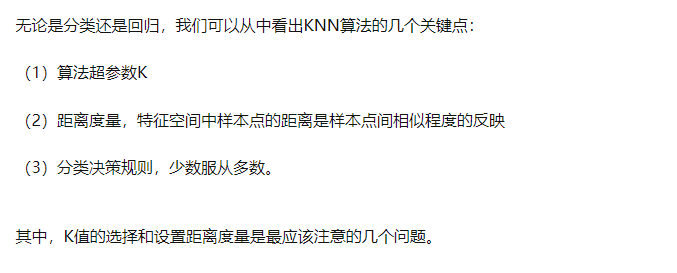 无论是分类还是回归，我们可以从中看出KNN算法的几个关键点：
（1）算法超参数K
（2）距离度量，特征空间中样本点的距离是样本点间相似程度的反映
（3）分类决策规则，少数服从多数。
其中，K值的选择和设置距离度量是最应该注意的几个问题。